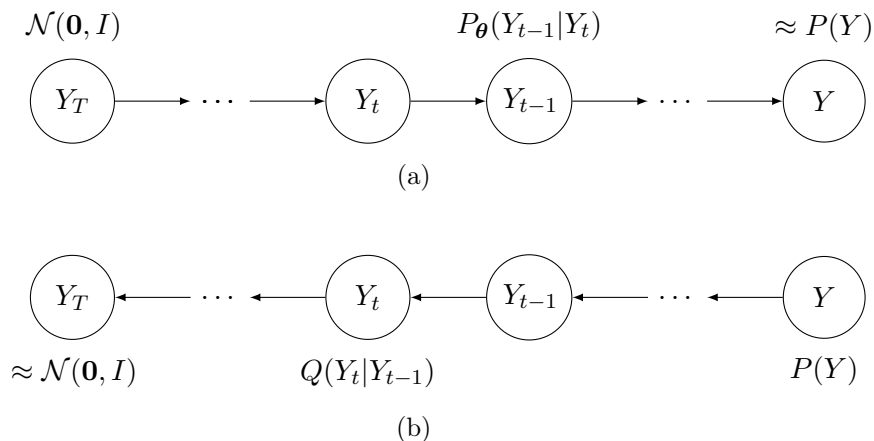 𝒩(𝟎, I) P_𝛉(Y_{t−1}|Y_t) ≈ P(Y)
Y_T ··· Y_t Y_{t−1} ··· Y
(a)
Y_T ··· Y_t Y_{t−1} ··· Y
≈ 𝒩(𝟎, I) Q(Y_t|Y_{t−1}) P(Y)
(b)